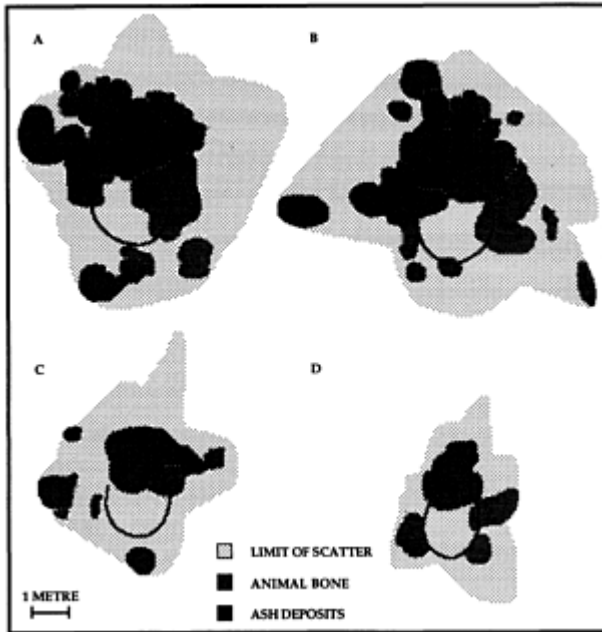 A
B
C
D
LIMIT OF SCATTER
ANIMAL BONE
ASH DEPOSITS
1 METRE